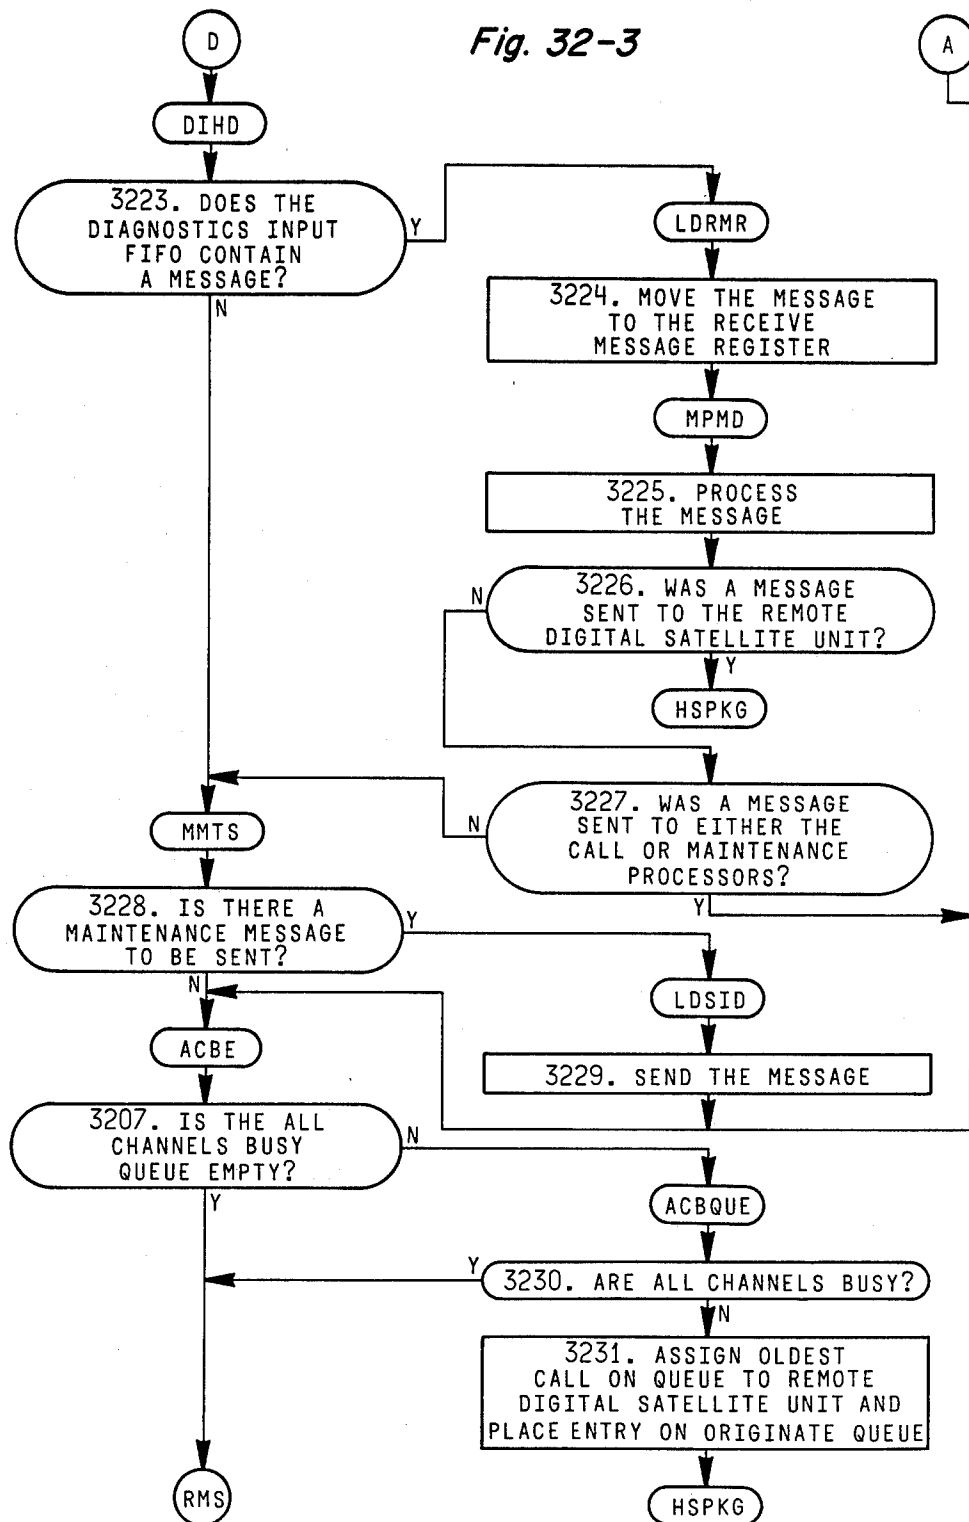 Fig. 32-3
D
A
DIHD
3223. DOES THE
DIAGNOSTICS INPUT
FIFO CONTAIN
A MESSAGE?
Y
N
LDRMR
3224. MOVE THE MESSAGE
TO THE RECEIVE
MESSAGE REGISTER
MPMD
3225. PROCESS
THE MESSAGE
3226. WAS A MESSAGE
SENT TO THE REMOTE
DIGITAL SATELLITE UNIT?
N
Y
HSPKG
3227. WAS A MESSAGE
SENT TO EITHER THE
CALL OR MAINTENANCE
PROCESSORS?
N
Y
MMTS
3228. IS THERE A
MAINTENANCE MESSAGE
TO BE SENT?
Y
N
LDSID
3229. SEND THE MESSAGE
ACBE
3207. IS THE ALL
CHANNELS BUSY
QUEUE EMPTY?
N
Y
ACBQUE
3230. ARE ALL CHANNELS BUSY?
Y
N
3231. ASSIGN OLDEST
CALL ON QUEUE TO REMOTE
DIGITAL SATELLITE UNIT AND
PLACE ENTRY ON ORIGINATE QUEUE
RMS
HSPKG